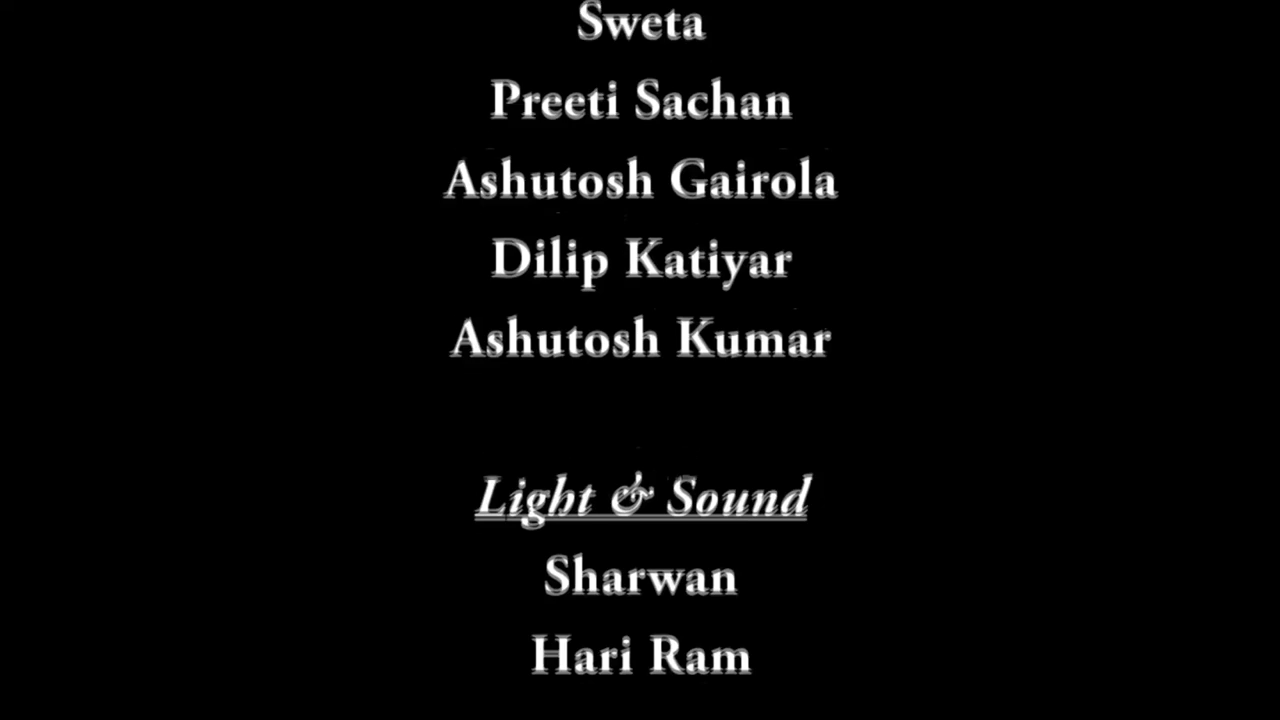 Sweta
Preeti Sachan
Ashutosh Gairola
Dilip Katiyar
Ashutosh Kumar
Light & Sound
Sharwan
Hari Ram